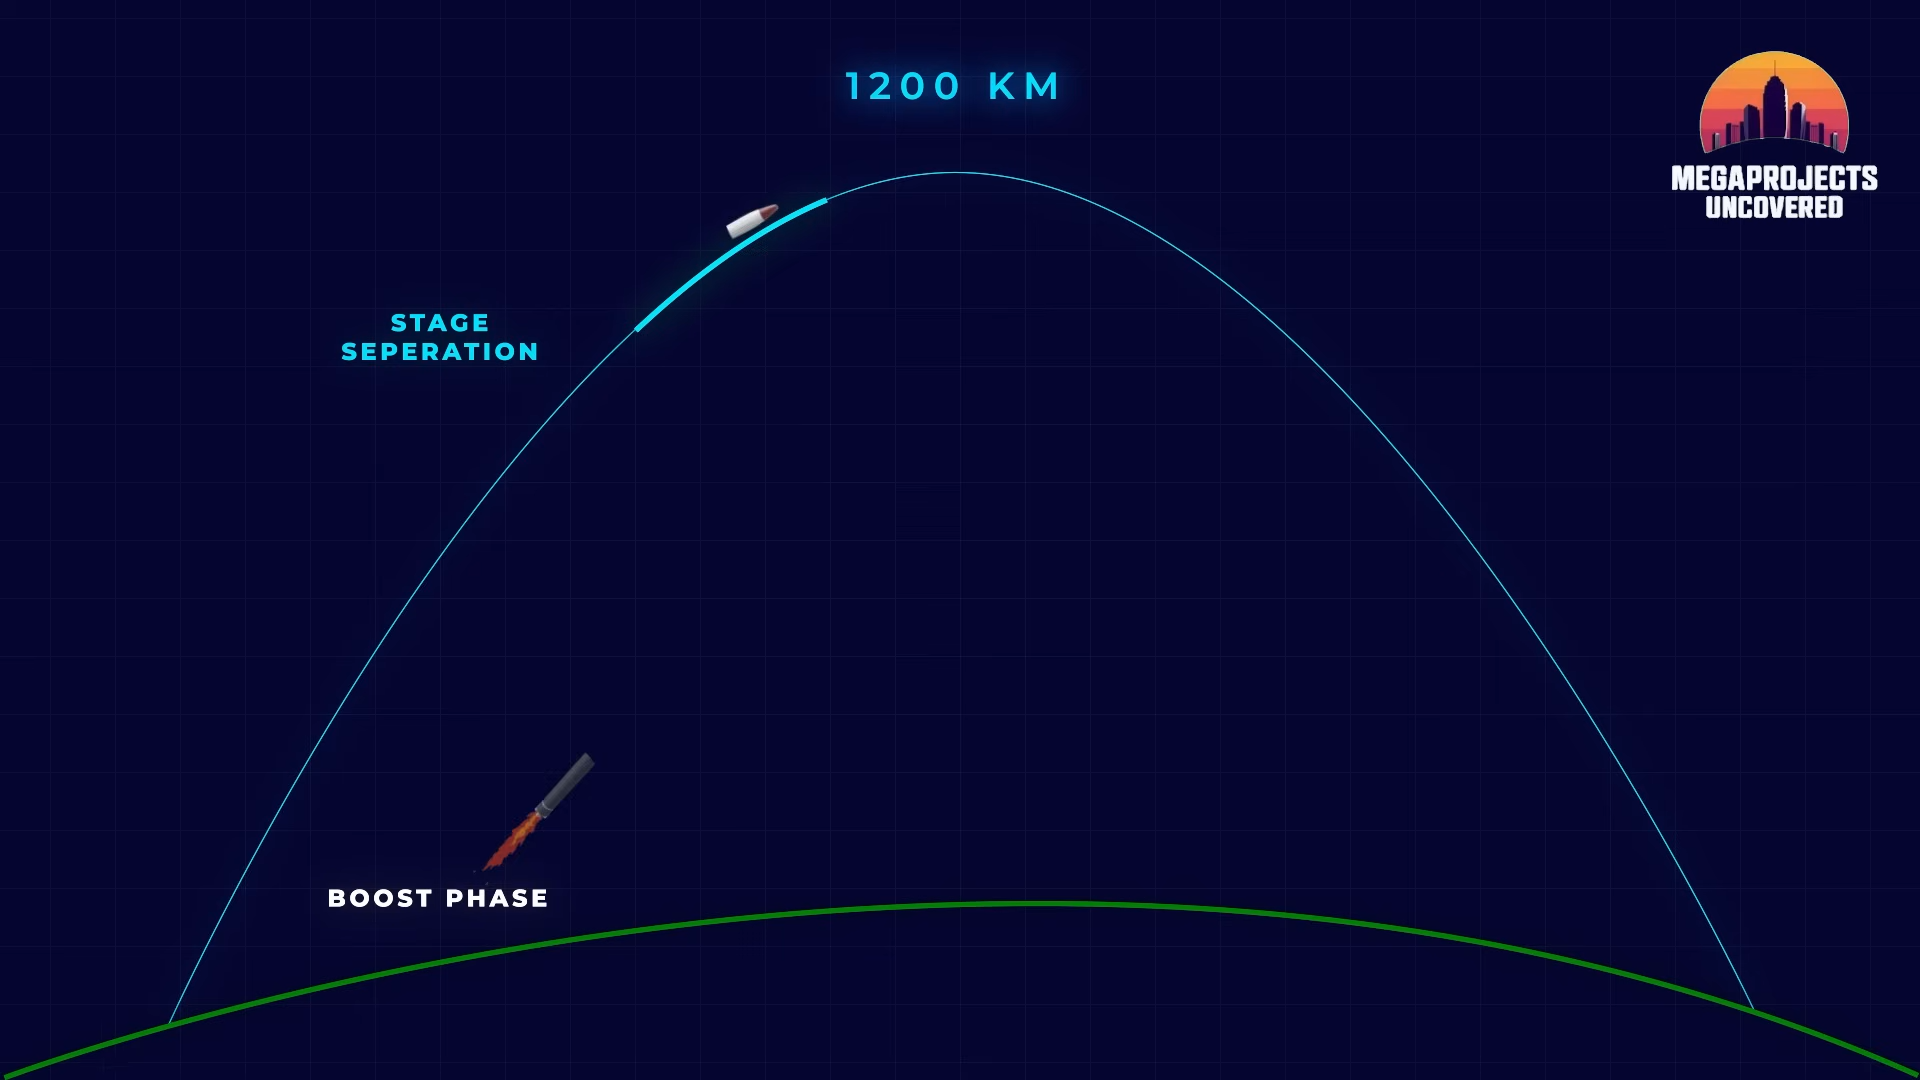 1200 KM
MEGAPROJECTS
UNCOVERED
STAGE
SEPERATION
BOOST PHASE